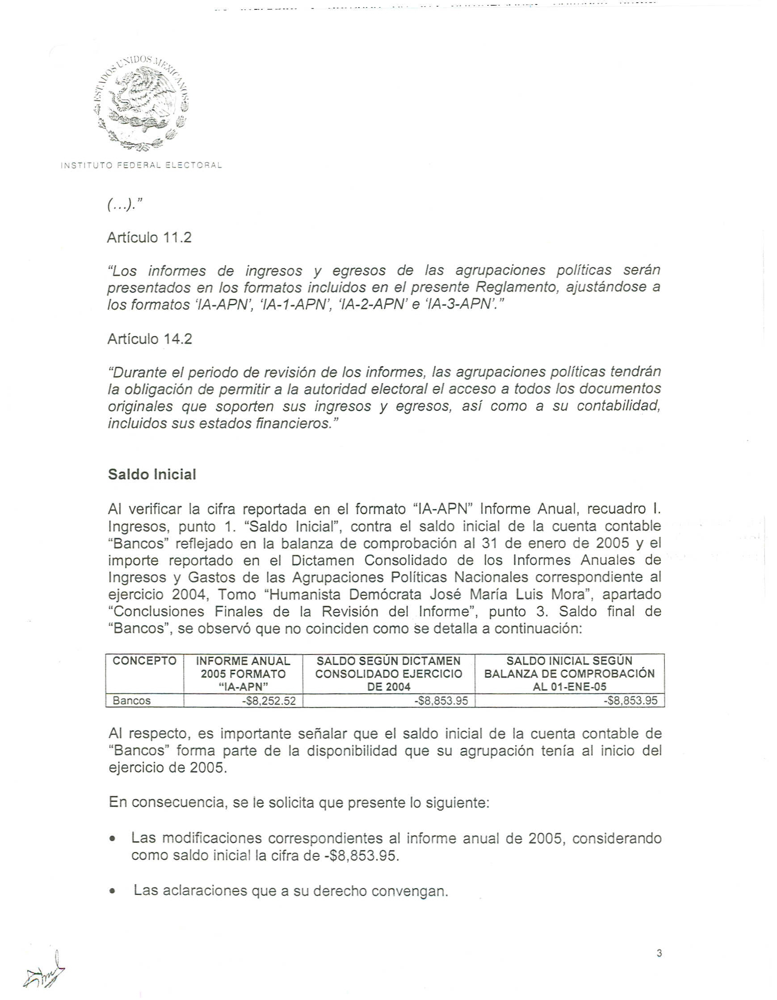 ESTADOS UNIDOS MEXICANOS
INSTITUTO FEDERAL ELECTORAL
(...).”
Artículo 11.2
“Los informes de ingresos y egresos de las agrupaciones políticas serán
presentados en los formatos incluidos en el presente Reglamento, ajustándose a
los formatos ‘IA-APN’, ‘IA-1-APN’, ‘IA-2-APN’ e ‘IA-3-APN’.”
Artículo 14.2
“Durante el periodo de revisión de los informes, las agrupaciones políticas tendrán
la obligación de permitir a la autoridad electoral el acceso a todos los documentos
originales que soporten sus ingresos y egresos, así como a su contabilidad,
incluidos sus estados financieros.”
Saldo Inicial
Al verificar la cifra reportada en el formato “IA-APN” Informe Anual, recuadro I.
Ingresos, punto 1. “Saldo Inicial”, contra el saldo inicial de la cuenta contable
“Bancos” reflejado en la balanza de comprobación al 31 de enero de 2005 y el
importe reportado en el Dictamen Consolidado de los Informes Anuales de
Ingresos y Gastos de las Agrupaciones Políticas Nacionales correspondiente al
ejercicio 2004, Tomo “Humanista Demócrata José María Luis Mora”, apartado
“Conclusiones Finales de la Revisión del Informe”, punto 3. Saldo final de
“Bancos”, se observó que no coinciden como se detalla a continuación:
CONCEPTO INFORME ANUAL SALDO SEGÚN DICTAMEN SALDO INICIAL SEGÚN
2005 FORMATO CONSOLIDADO EJERCICIO BALANZA DE COMPROBACIÓN
“IA-APN” DE 2004 AL 01-ENE-05
Bancos -$8,252.52 -$8,853.95 -$8,853.95
Al respecto, es importante señalar que el saldo inicial de la cuenta contable de
“Bancos” forma parte de la disponibilidad que su agrupación tenía al inicio del
ejercicio de 2005.
En consecuencia, se le solicita que presente lo siguiente:
• Las modificaciones correspondientes al informe anual de 2005, considerando
como saldo inicial la cifra de -$8,853.95.
• Las aclaraciones que a su derecho convengan.
3